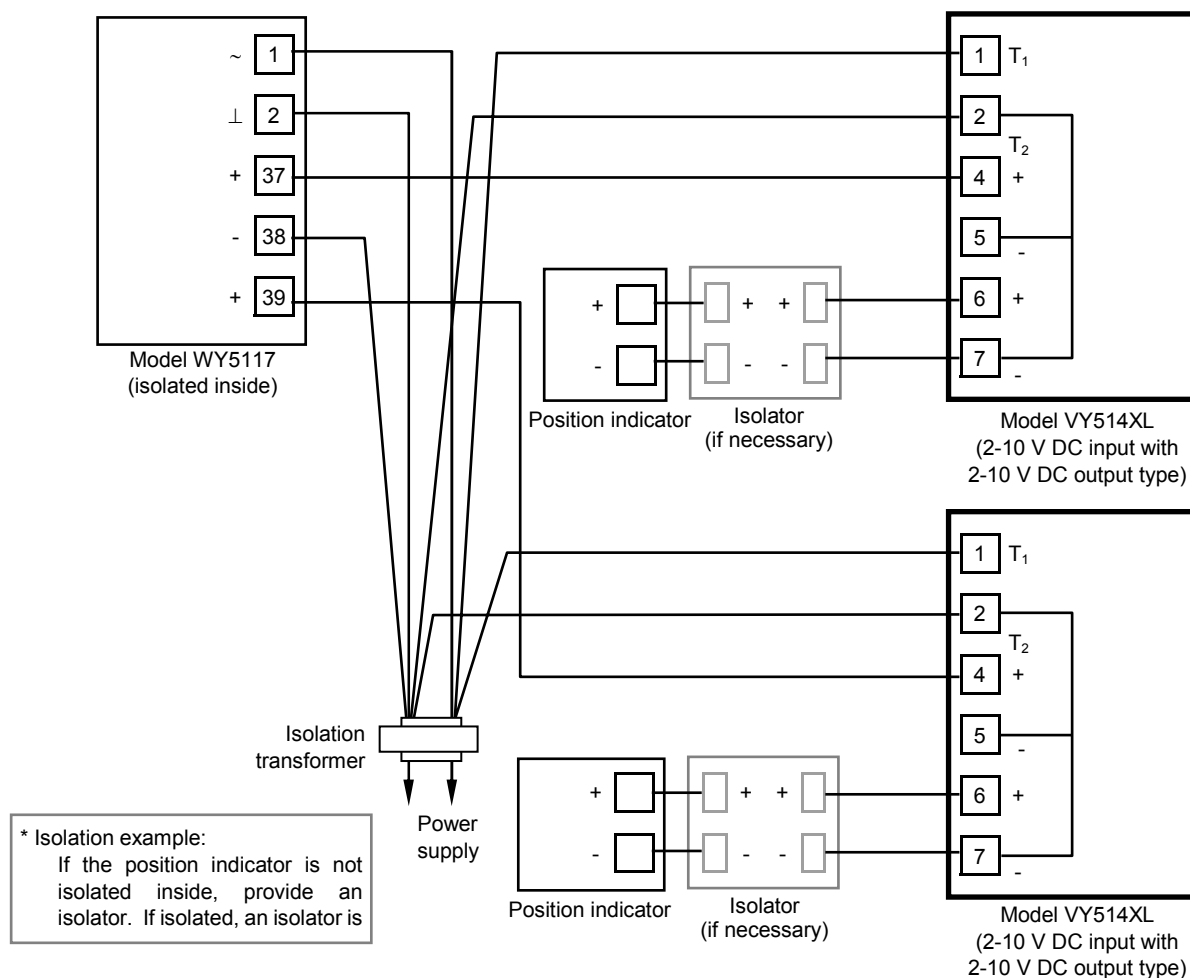 ~ 1
⊥ 2
+ 37
- 38
+ 39
Model WY5117
(isolated inside)
1 T₁
2
T₂
4 +
5
-
6 +
7
-
Model VY514XL
(2-10 V DC input with
2-10 V DC output type)
+
-
Position indicator
+ +
- -
Isolator
(if necessary)
1 T₁
2
T₂
4 +
5
-
6 +
7
-
Model VY514XL
(2-10 V DC input with
2-10 V DC output type)
+
-
Position indicator
+ +
- -
Isolator
(if necessary)
Isolation
transformer
Power
supply
* Isolation example:
If the position indicator is not
isolated inside, provide an
isolator. If isolated, an isolator is